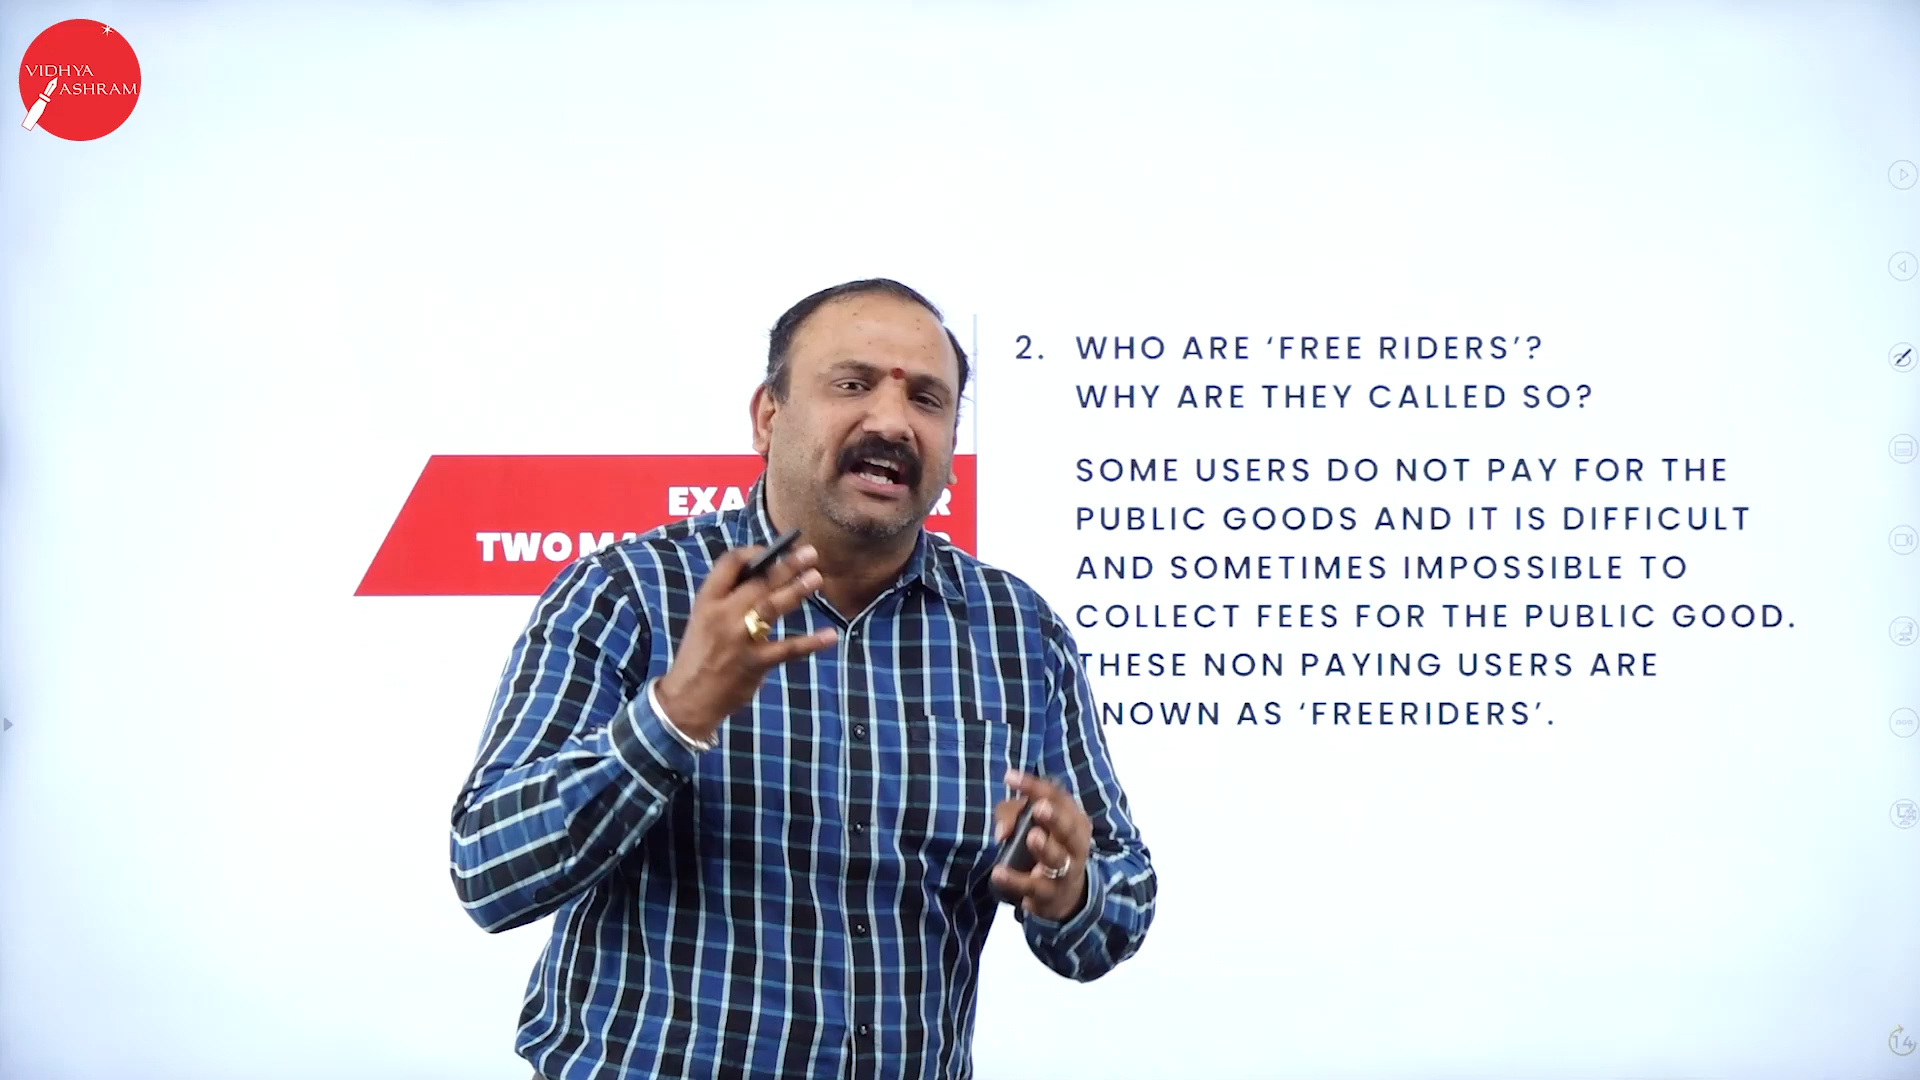 VIDHYA
ASHRAM
TWO
2. WHO ARE ‘FREE RIDERS’?
WHY ARE THEY CALLED SO?
SOME USERS DO NOT PAY FOR THE
PUBLIC GOODS AND IT IS DIFFICULT
AND SOMETIMES IMPOSSIBLE TO
COLLECT FEES FOR THE PUBLIC GOOD.
THESE NON PAYING USERS ARE
NOWN AS ‘FREERIDERS’.
14